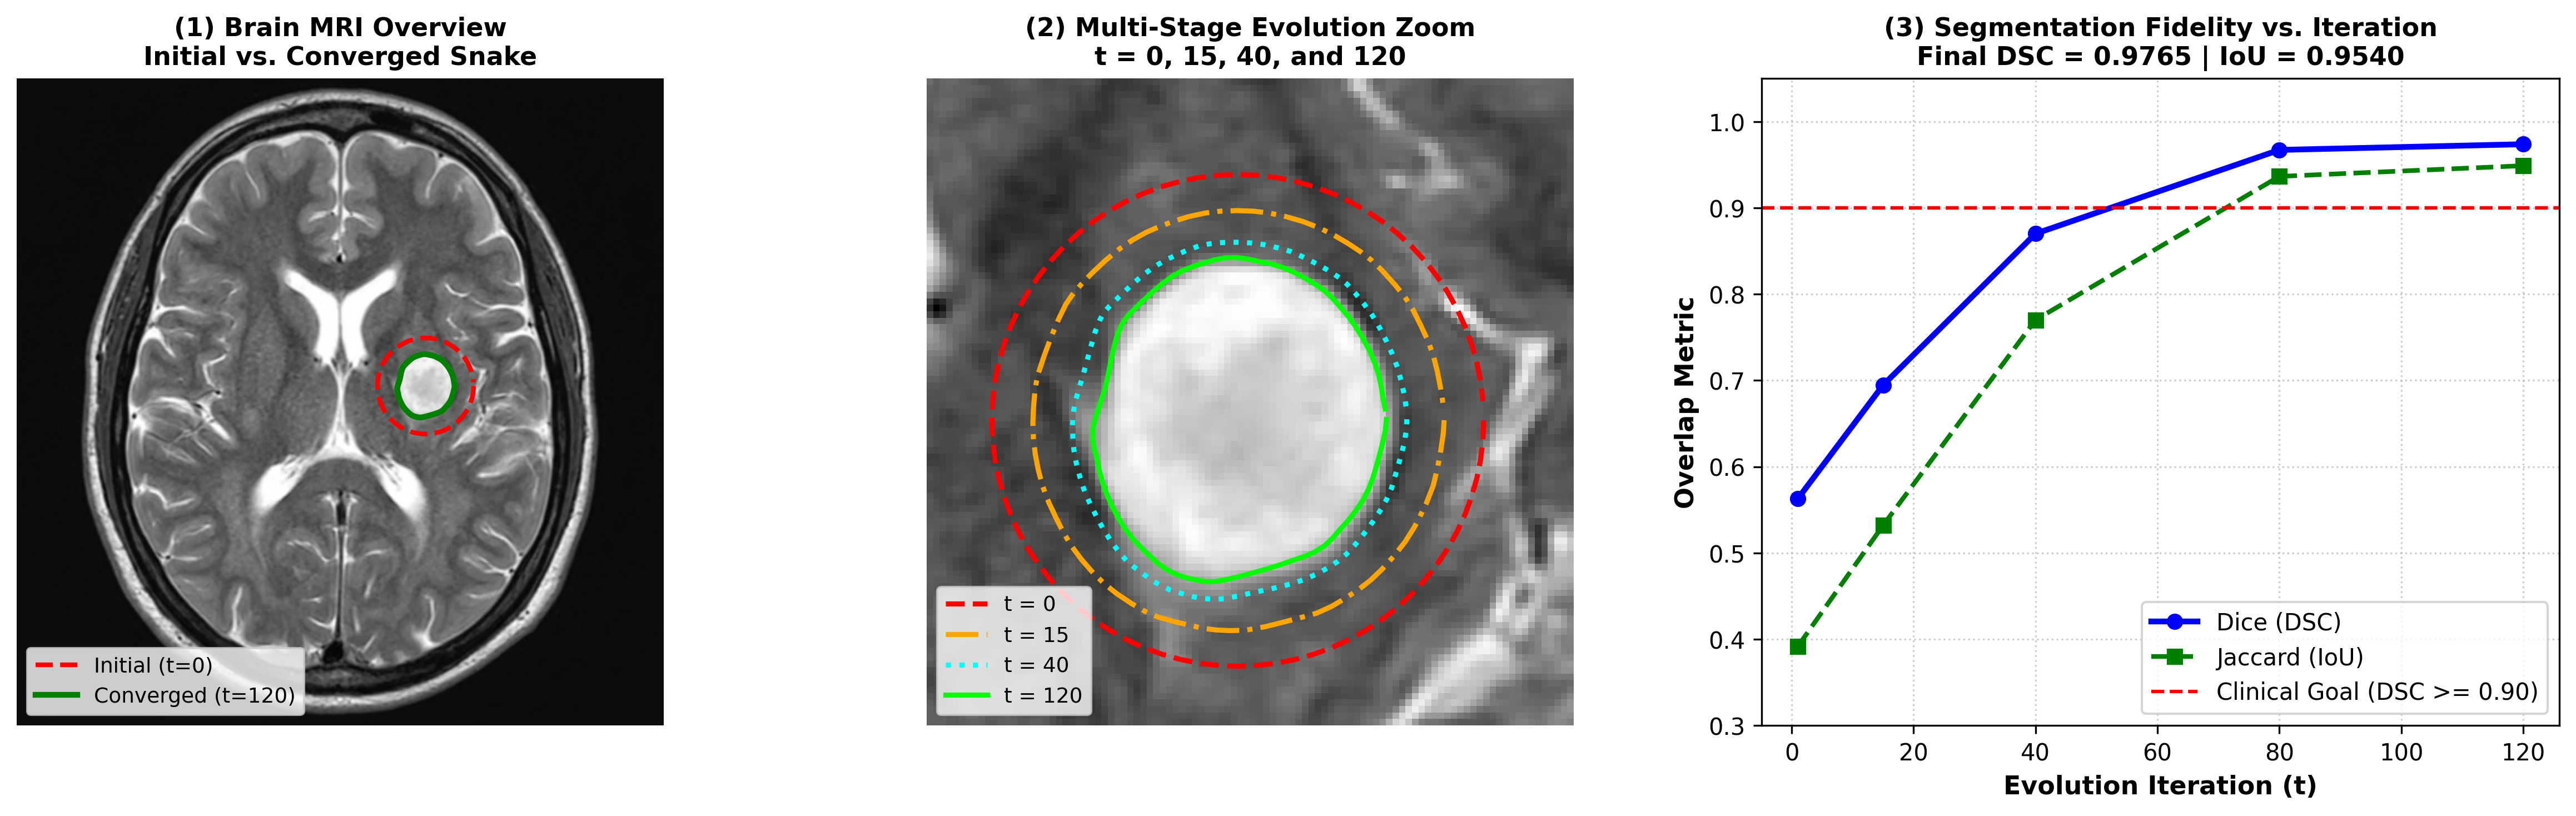 (1) Brain MRI Overview
Initial vs. Converged Snake
Initial (t=0)
Converged (t=120)
(2) Multi-Stage Evolution Zoom
t = 0, 15, 40, and 120
t = 0
t = 15
t = 40
t = 120
(3) Segmentation Fidelity vs. Iteration
Final DSC = 0.9765 | IoU = 0.9540
Overlap Metric
1.0
0.9
0.8
0.7
0.6
0.5
0.4
0.3
Dice (DSC)
Jaccard (IoU)
Clinical Goal (DSC >= 0.90)
0 20 40 60 80 100 120
Evolution Iteration (t)